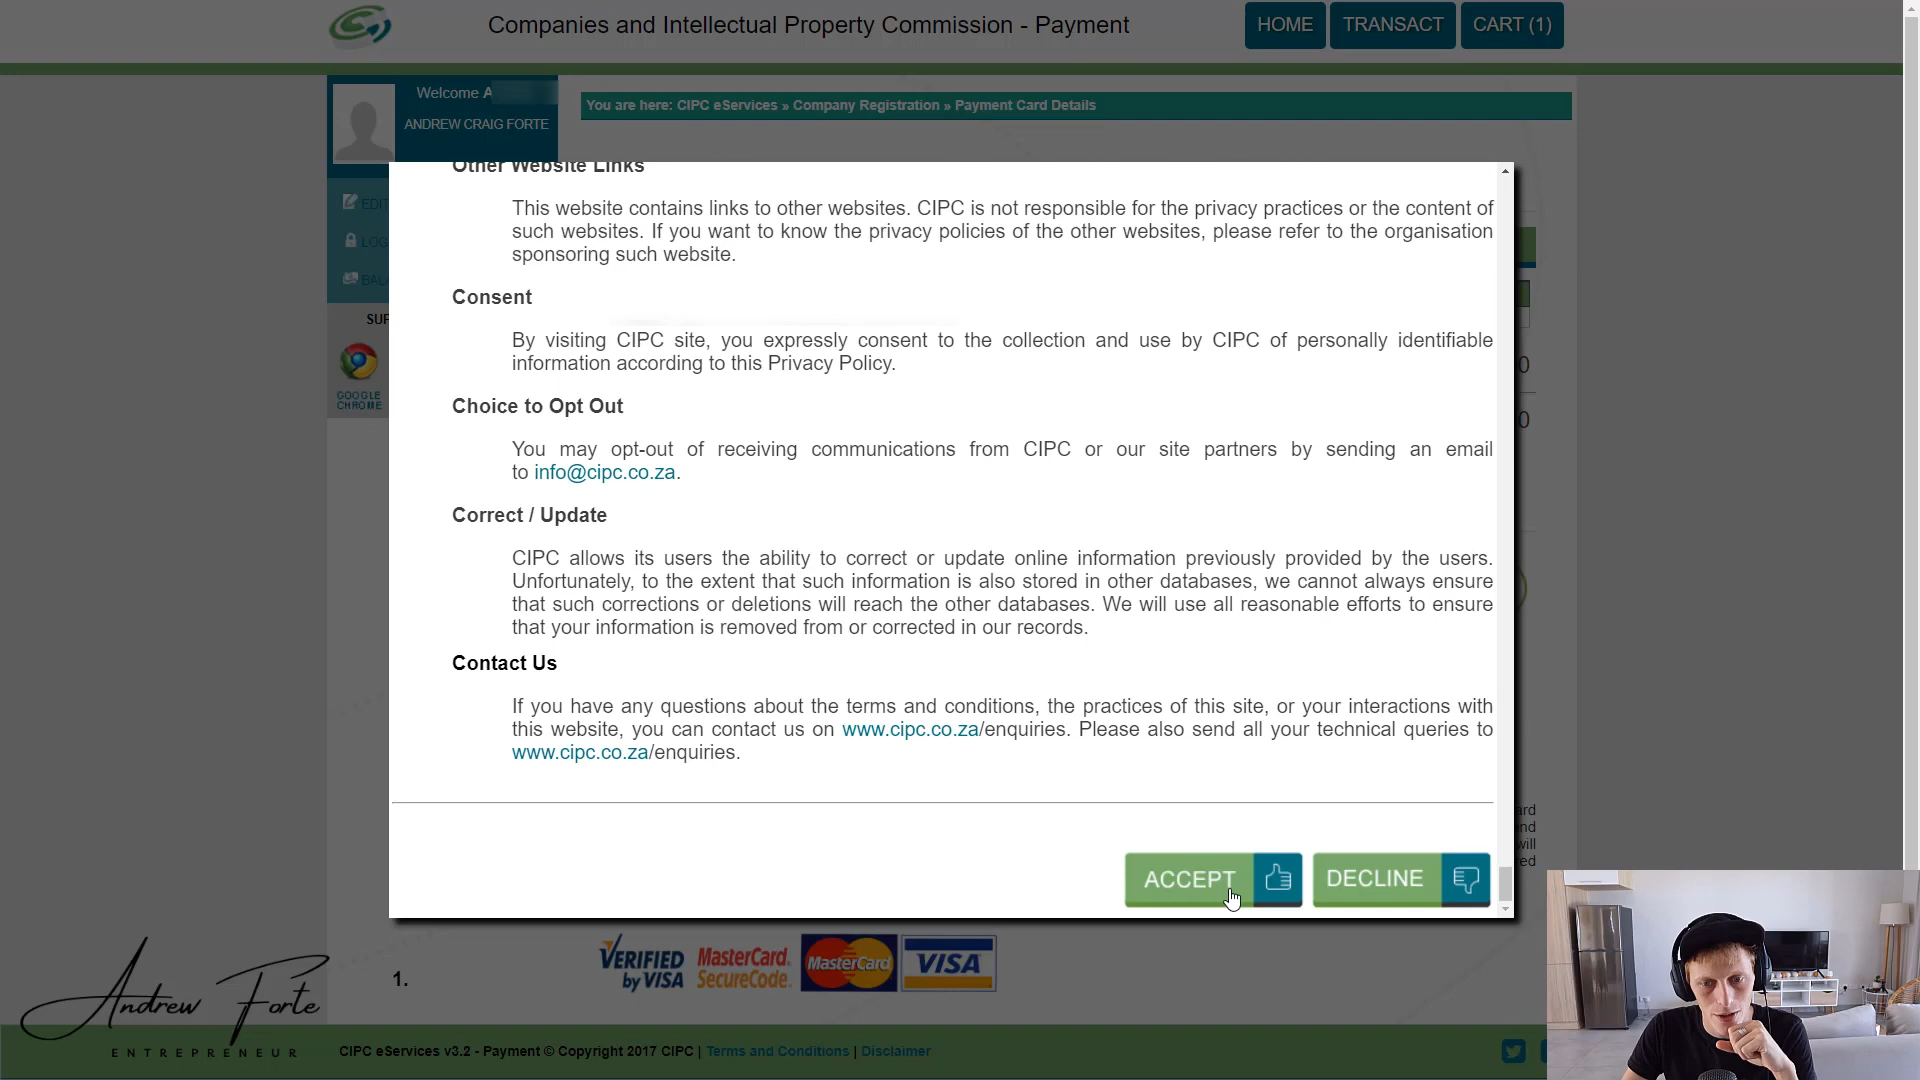 Companies and Intellectual Property Commission - Payment
HOME
TRANSACT
CART (1)
Welcome A
ANDREW CRAIG FORTE
You are here: CIPC eServices » Company Registration » Payment Card Details
EDIT
LOG
BAL
SUP
GOOGLE
CHROME
Other Website Links
This website contains links to other websites. CIPC is not responsible for the privacy practices or the content of
such websites. If you want to know the privacy policies of the other websites, please refer to the organisation
sponsoring such website.
Consent
By visiting CIPC site, you expressly consent to the collection and use by CIPC of personally identifiable
information according to this Privacy Policy.
Choice to Opt Out
You may opt-out of receiving communications from CIPC or our site partners by sending an email
to info@cipc.co.za.
Correct / Update
CIPC allows its users the ability to correct or update online information previously provided by the users.
Unfortunately, to the extent that such information is also stored in other databases, we cannot always ensure
that such corrections or deletions will reach the other databases. We will use all reasonable efforts to ensure
that your information is removed from or corrected in our records.
Contact Us
If you have any questions about the terms and conditions, the practices of this site, or your interactions with
this website, you can contact us on www.cipc.co.za/enquiries. Please also send all your technical queries to
www.cipc.co.za/enquiries.
0
0
ard
nd
will
red
ACCEPT
DECLINE
1.
VERIFIED
by VISA
MasterCard.
SecureCode.
MasterCard
VISA
Andrew Forte
ENTREPRENEUR
CIPC eServices v3.2 - Payment © Copyright 2017 CIPC | Terms and Conditions | Disclaimer